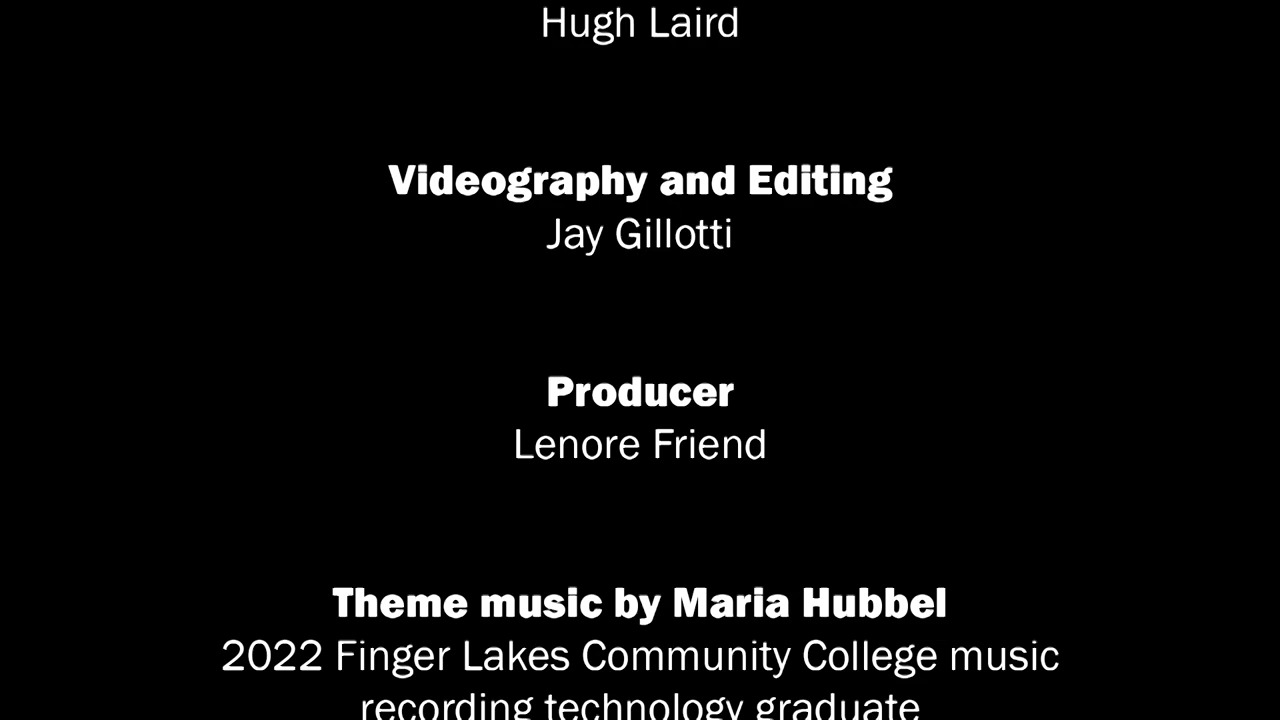 Hugh Laird
Videography and Editing
Jay Gillotti
Producer
Lenore Friend
Theme music by Maria Hubbel
2022 Finger Lakes Community College music
recording technology graduate